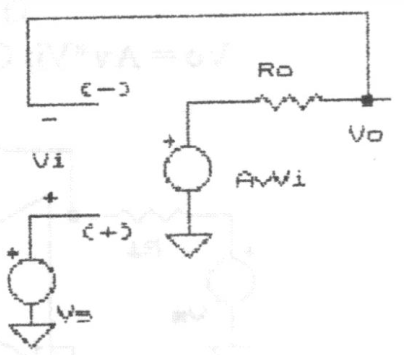 Ro
(-)
-
Vo
+
Vi
AvVi
+
(+)
+
Vs